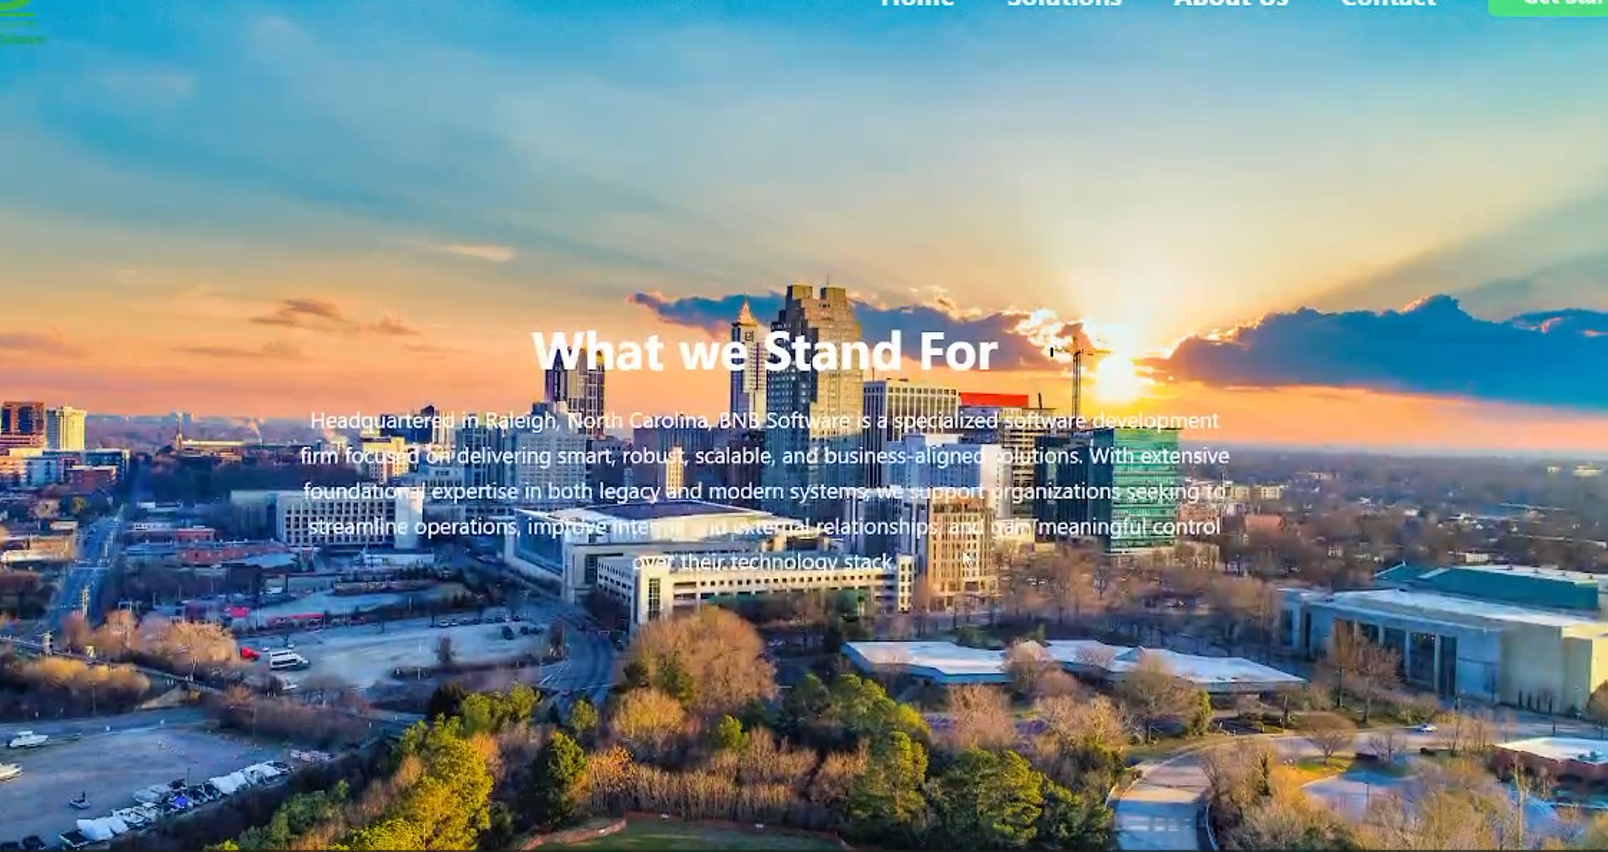 Home Solutions About Us Contact
What we Stand For
Headquartered in Raleigh, North Carolina, BNB Software is a specialized software development
firm focused on delivering smart, robust, scalable, and business-aligned solutions. With extensive
foundational expertise in both legacy and modern systems, we support organizations seeking to
streamline operations, improve internal and external relationships, and gain meaningful control
over their technology stack.